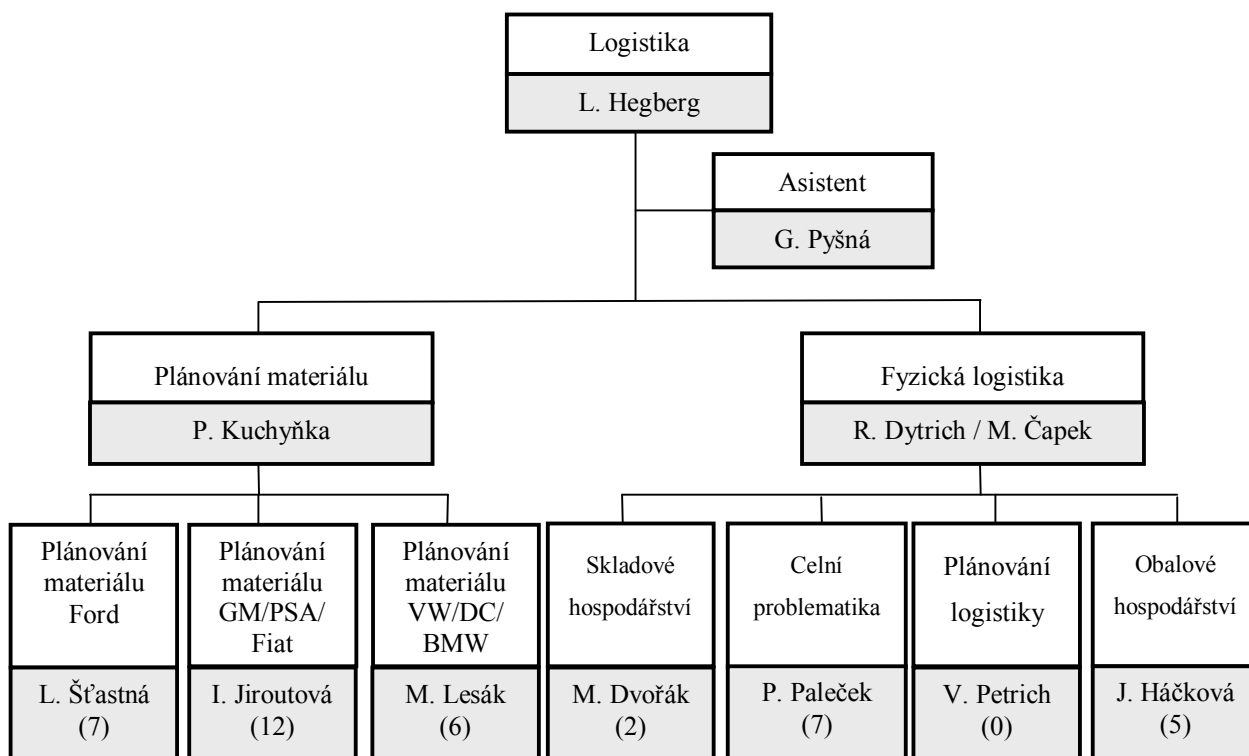 Logistika
L. Hegberg
Asistent
G. Pyšná
Plánování materiálu
P. Kuchyňka
Fyzická logistika
R. Dytrich / M. Čapek
Plánování
materiálu
Ford
L. Šťastná
(7)
Plánování
materiálu
GM/PSA/
Fiat
I. Jiroutová
(12)
Plánování
materiálu
VW/DC/
BMW
M. Lesák
(6)
Skladové
hospodářství
M. Dvořák
(2)
Celní
problematika
P. Paleček
(7)
Plánování
logistiky
V. Petrich
(0)
Obalové
hospodářství
J. Háčková
(5)